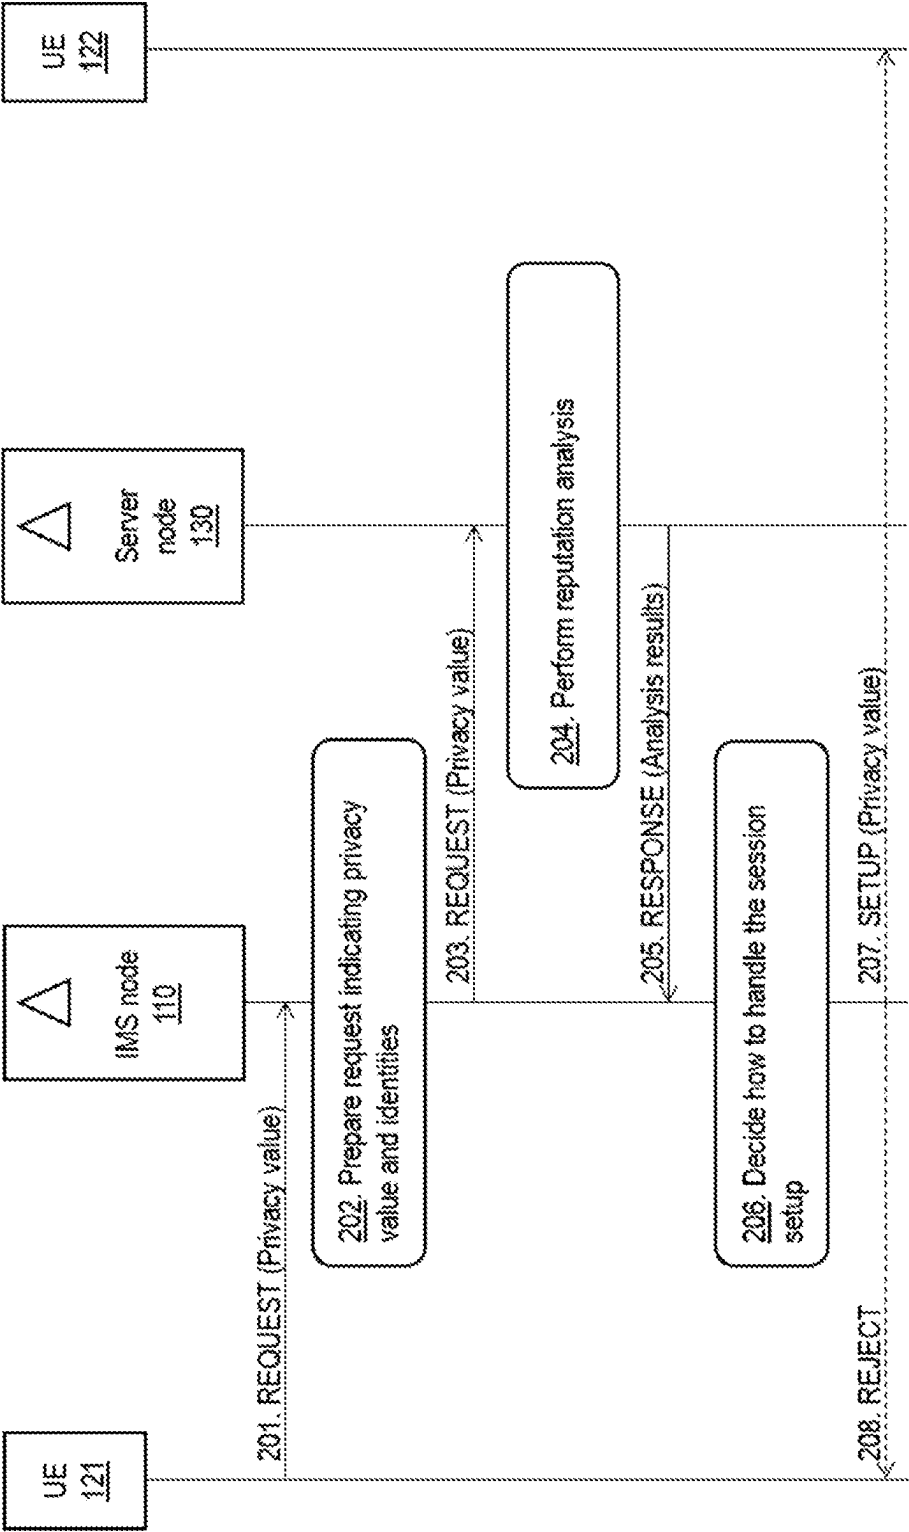 UE
121
IMS node
110
Server
node
130
UE
122
201. REQUEST (Privacy value)
202. Prepare request indicating privacy
value and identities
203. REQUEST (Privacy value)
204. Perform reputation analysis
205. RESPONSE (Analysis results)
206. Decide how to handle the session
setup
208. REJECT
207. SETUP (Privacy value)